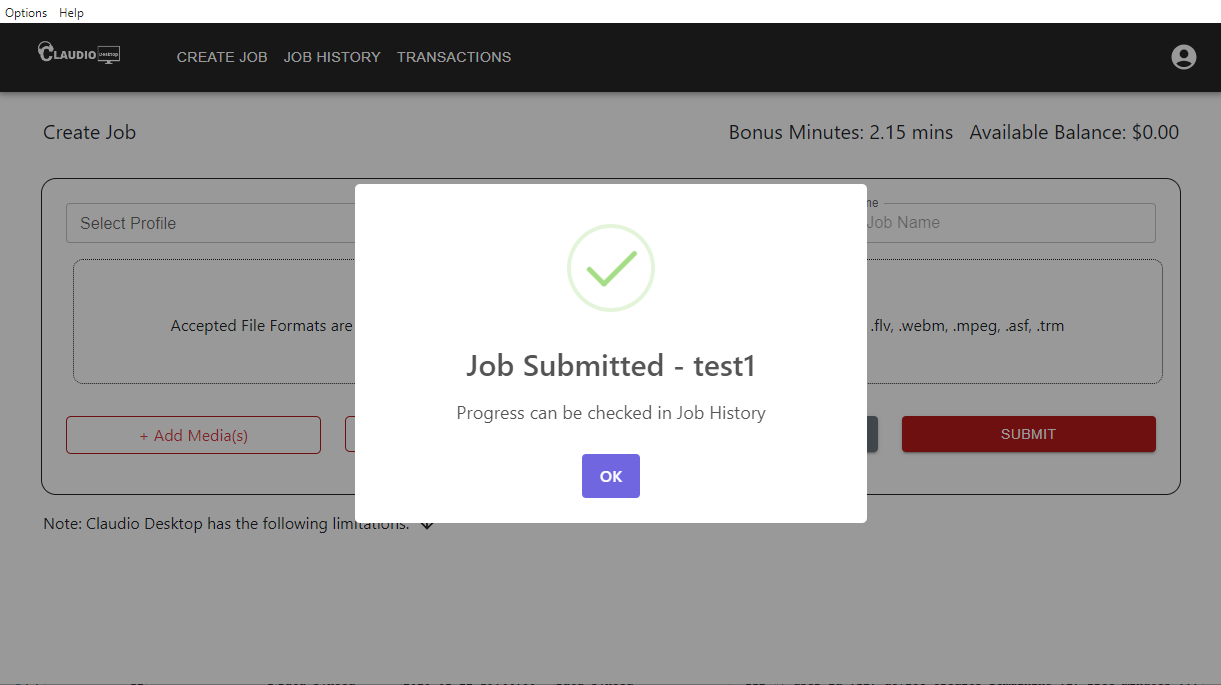 Options Help
CLAUDIO Desktop CREATE JOB JOB HISTORY TRANSACTIONS
Create Job Bonus Minutes: 2.15 mins Available Balance: $0.00
Select Profile Job Name
Accepted File Formats are .flv, .webm, .mpeg, .asf, .trm
Job Submitted - test1
Progress can be checked in Job History
OK
+ Add Media(s) SUBMIT
Note: Claudio Desktop has the following limitations.